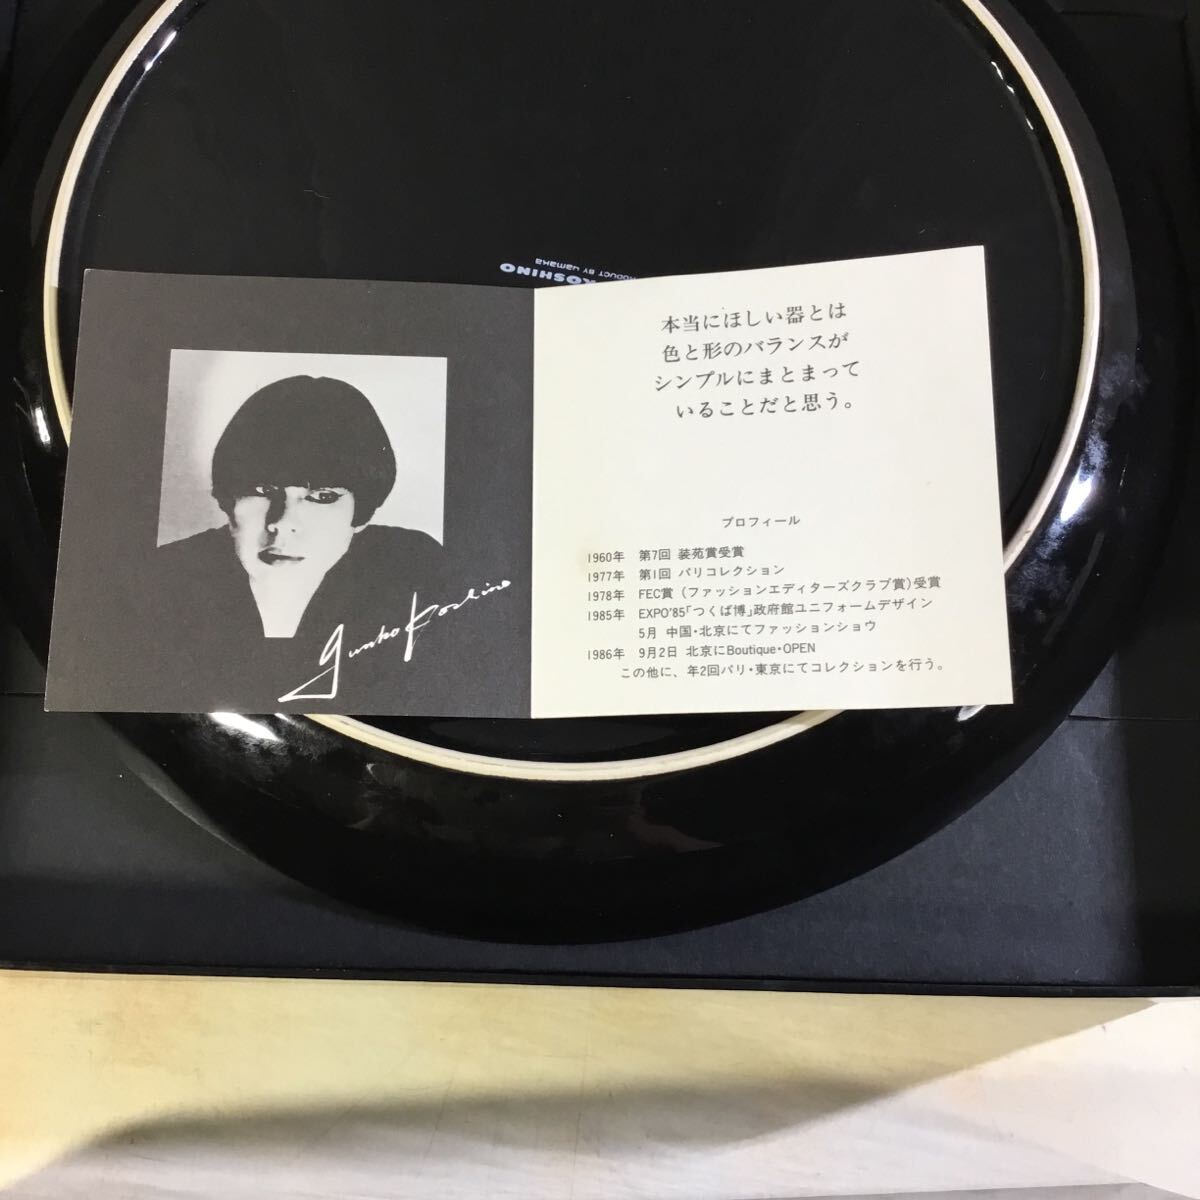 KOSHINO
PRODUCT BY yamaka
Junko Koshino
本当にほしい器とは
色と形のバランスが
シンプルにまとまって
いることだと思う。
プロフィール
1960年 第7回 装苑賞受賞
1977年 第1回 パリコレクション
1978年 FEC賞（ファッションエディターズクラブ賞）受賞
1985年 EXPO'85「つくば博」政府館ユニフォームデザイン
5月 中国・北京にてファッションショウ
1986年 9月2日 北京にBoutique・OPEN
この他に、年2回パリ・東京にてコレクションを行う。